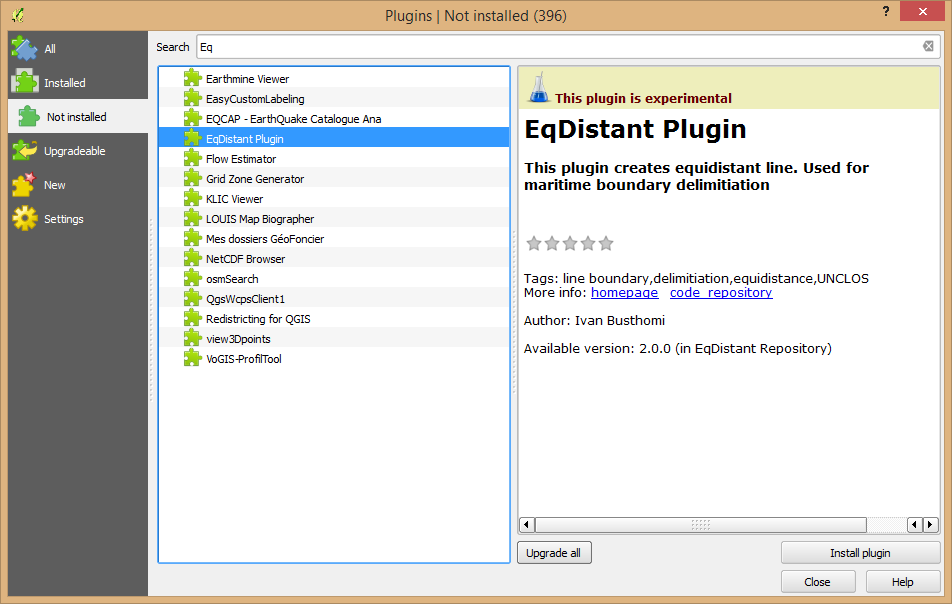 Plugins | Not installed (396)
?
All
Installed
Not installed
Upgradeable
New
Settings
Search Eq
Earthmine Viewer
EasyCustomLabeling
EQCAP - EarthQuake Catalogue Ana
EqDistant Plugin
Flow Estimator
Grid Zone Generator
KLIC Viewer
LOUIS Map Biographer
Mes dossiers GéoFoncier
NetCDF Browser
osmSearch
QgsWcpsClient1
Redistricting for QGIS
view3Dpoints
VoGIS-ProfilTool
This plugin is experimental
EqDistant Plugin
This plugin creates equidistant line. Used for
maritime boundary delimitiation
Tags: line boundary,delimitiation,equidistance,UNCLOS
More info: homepage code_repository
Author: Ivan Busthomi
Available version: 2.0.0 (in EqDistant Repository)
Upgrade all
Install plugin
Close
Help